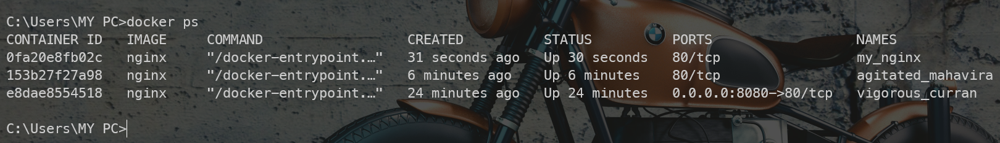 C:\Users\MY PC>docker ps
CONTAINER ID   IMAGE     COMMAND                  CREATED          STATUS          PORTS                  NAMES
0fa20e8fb02c   nginx     "/docker-entrypoint.…"   31 seconds ago   Up 30 seconds   80/tcp                 my_nginx
153b27f27a98   nginx     "/docker-entrypoint.…"   6 minutes ago    Up 6 minutes    80/tcp                 agitated_mahavira
e8dae8554518   nginx     "/docker-entrypoint.…"   24 minutes ago   Up 24 minutes   0.0.0.0:8080->80/tcp   vigorous_curran
C:\Users\MY PC>
BMW